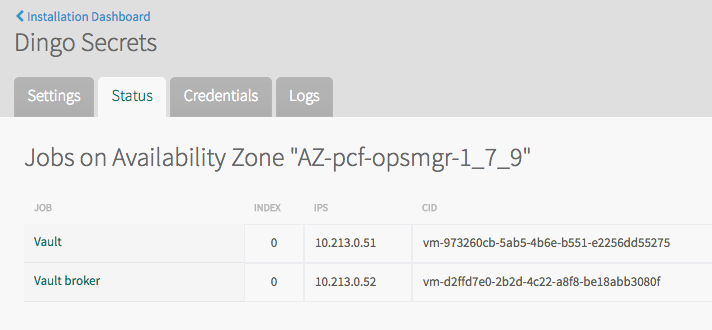 Installation Dashboard
Dingo Secrets
Settings Status Credentials Logs
Jobs on Availability Zone "AZ-pcf-opsmgr-1_7_9"
JOB INDEX IPS CID
Vault 0 10.213.0.51 vm-973260cb-5ab5-4b6e-b551-e2256dd55275
Vault broker 0 10.213.0.52 vm-d2ffd7e0-2b2d-4c22-a8f8-be18abb3080f